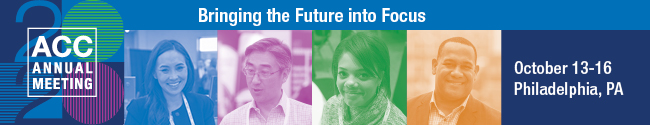 Bringing the Future into Focus
ACC
ANNUAL
MEETING
October 13-16
Philadelphia, PA